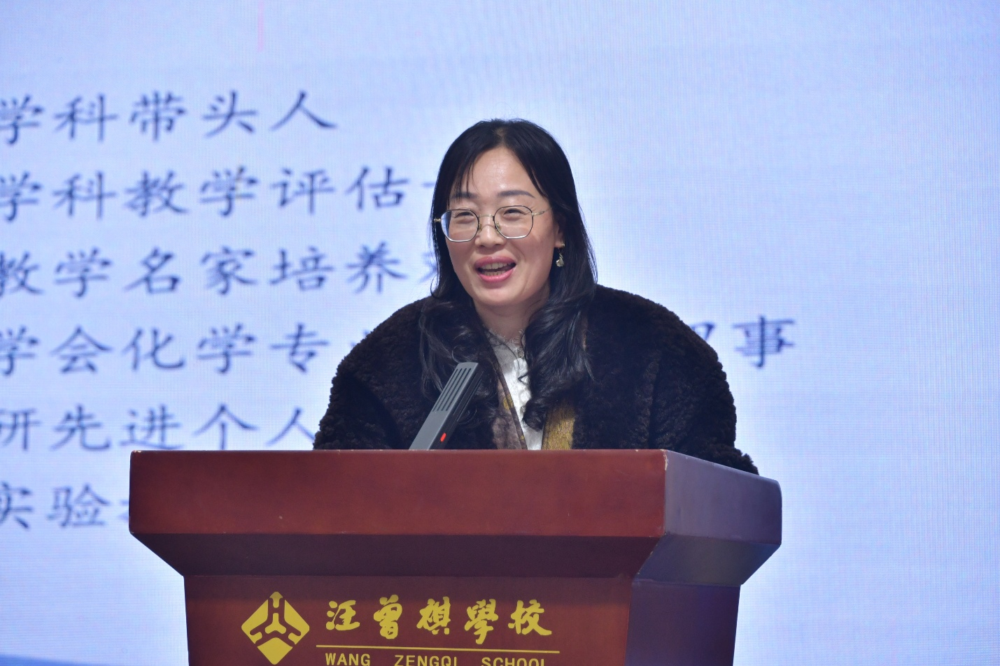 学科带头人
学科教学评估
教学名家培养
学会化学专 理事
研先进个人
实验
汪曾祺學校
WANG ZENGQI SCHOOL